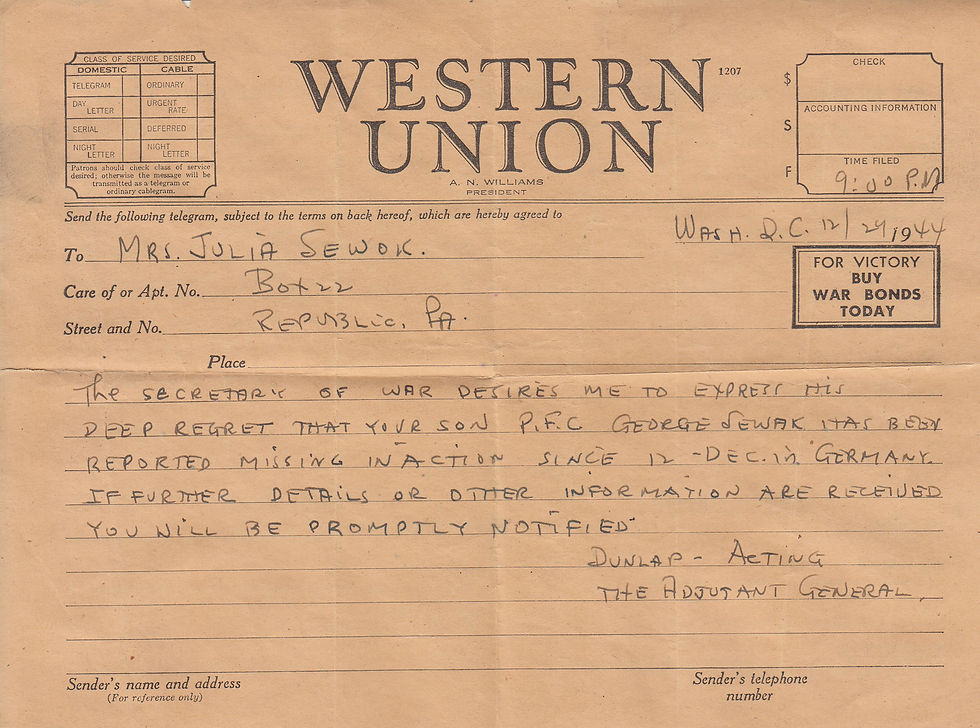 CLASS OF SERVICE DESIRED
DOMESTIC CABLE
TELEGRAM ORDINARY
DAY LETTER URGENT RATE
SERIAL DEFERRED
NIGHT LETTER NIGHT LETTER
Patrons should check class of service
desired; otherwise the message will be
transmitted as a telegram or
ordinary cablegram.
WESTERN
UNION
1207
A. N. WILLIAMS
PRESIDENT
$
S
F
CHECK
ACCOUNTING INFORMATION
TIME FILED
9:00 P.M
Send the following telegram, subject to the terms on back hereof, which are hereby agreed to
WASH. D.C. 12/29 1944
To MRS. JULIA SEWOK.
Care of or Apt. No. Box 22
Street and No. REPUBLIC, PA.
Place
FOR VICTORY
BUY
WAR BONDS
TODAY
The SECRETARY OF WAR DESIRES ME TO EXPRESS HIS
DEEP REGRET THAT YOUR SON P.F.C GEORGE SEWAK HAS BEEN
REPORTED MISSING IN ACTION SINCE 12 - DEC. IN GERMANY.
IF FURTHER DETAILS OR OTHER INFORMATION ARE RECEIVED
YOU WILL BE PROMPTLY NOTIFIED
DUNLAP - ACTING
THE ADJUTANT GENERAL.
Sender's name and address
(For reference only)
Sender's telephone
number